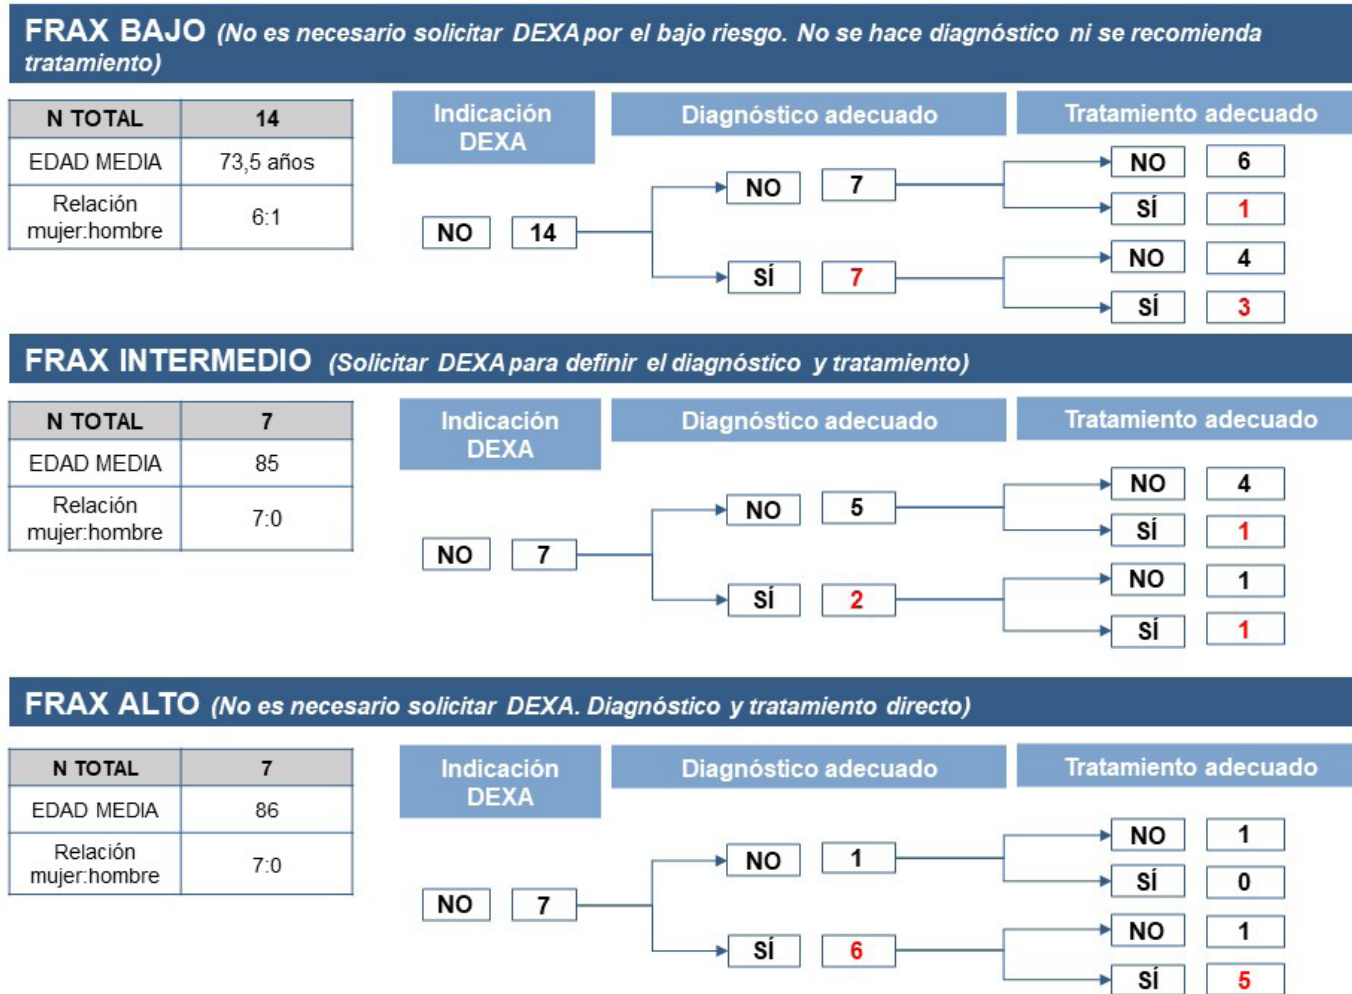 FRAX BAJO (No es necesario solicitar DEXA por el bajo riesgo. No se hace diagnóstico ni se recomienda
tratamiento)
N TOTAL 14
EDAD MEDIA 73,5 años
Relación
mujer:hombre 6:1
Indicación
DEXA
Diagnóstico adecuado
Tratamiento adecuado
NO 14
NO 7
SÍ 7
NO 6
SÍ 1
NO 4
SÍ 3
FRAX INTERMEDIO (Solicitar DEXA para definir el diagnóstico y tratamiento)
N TOTAL 7
EDAD MEDIA 85
Relación
mujer:hombre 7:0
Indicación
DEXA
Diagnóstico adecuado
Tratamiento adecuado
NO 7
NO 5
SÍ 2
NO 4
SÍ 1
NO 1
SÍ 1
FRAX ALTO (No es necesario solicitar DEXA. Diagnóstico y tratamiento directo)
N TOTAL 7
EDAD MEDIA 86
Relación
mujer:hombre 7:0
Indicación
DEXA
Diagnóstico adecuado
Tratamiento adecuado
NO 7
NO 1
SÍ 6
NO 1
SÍ 0
NO 1
SÍ 5